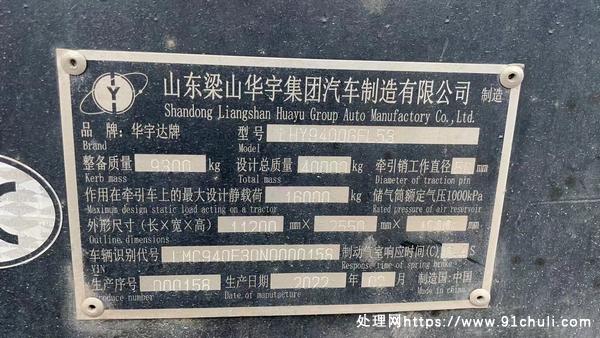 山东梁山华宇集团汽车制造有限公司 制造
Shandong Liangshan Huayu Group Auto Manufactory Co., Ltd.
品牌: 华宇达牌 型号
Brand Model
整备质量 9300 kg 设计总质量 40000 kg 牵引销工作直径 mm
Kerb mass Diameter of traction pin
作用在牵引车上的最大设计静载荷 16000 kg 储气筒额定气压1000kPa
Maximum design static load acting on a tractor Rated pressure of air reservoir
外形尺寸(长×宽×高) 11200 mm× 2550 mm× mm
Outline dimensions
车辆识别代号 制动气室响应时间(C) S
VIN Response time of spring brake
生产序号 000156 生产日期 2022 年 月 制造国:中国
Produce number Date of manufacture Made in china
处理网https://www.91chuli.com/